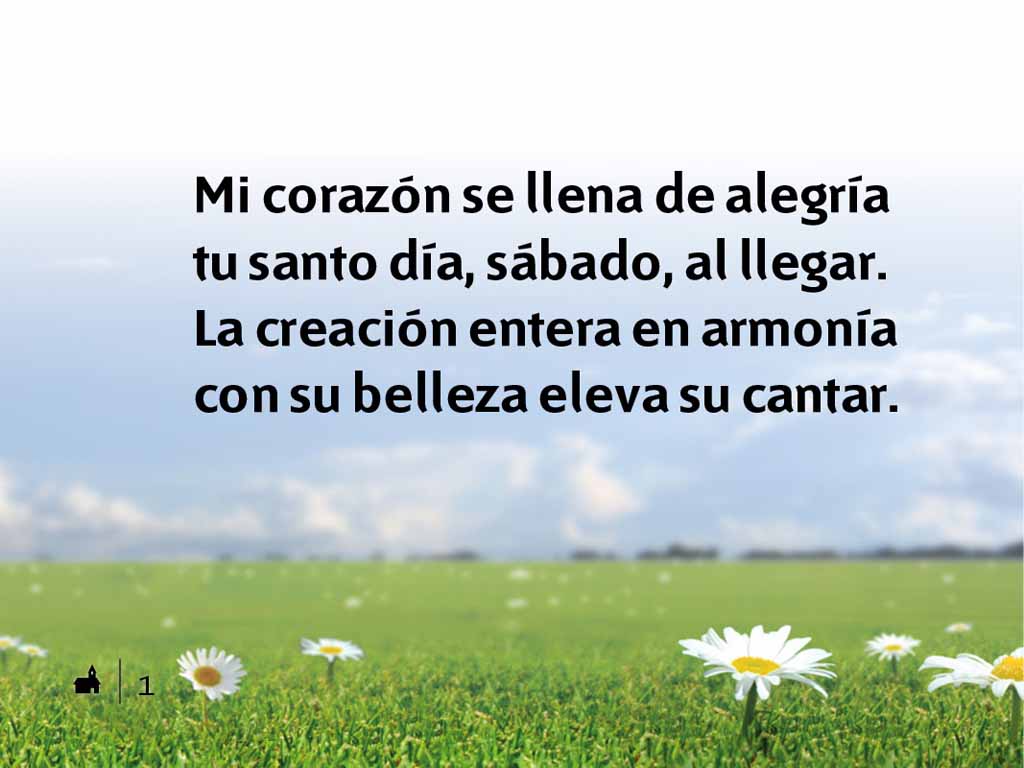 Mi corazón se llena de alegría
tu santo día, sábado, al llegar.
La creación entera en armonía
con su belleza eleva su cantar.
1